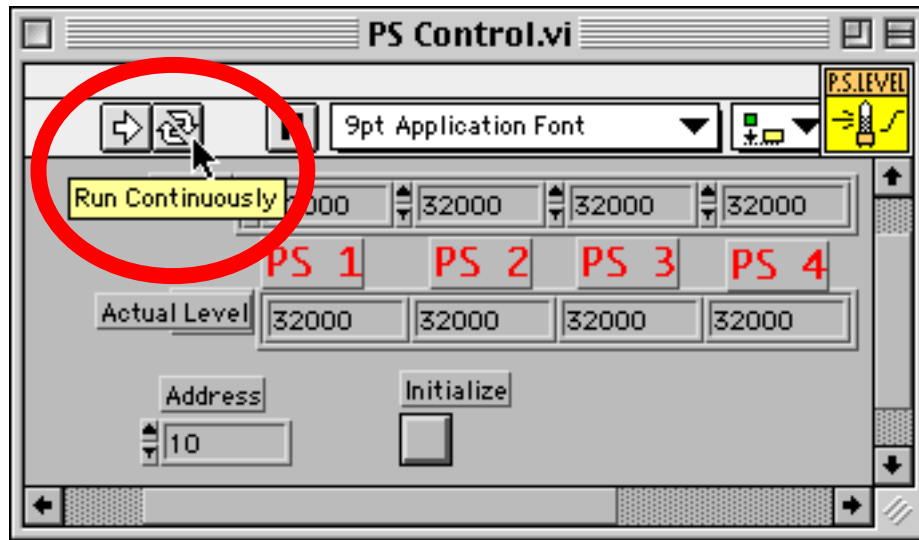 PS Control.vi
P.S.LEVEL
9pt Application Font
Run Continuously
32000 32000 32000
PS 1 PS 2 PS 3 PS 4
Actual Level 32000 32000 32000 32000
Address Initialize
10